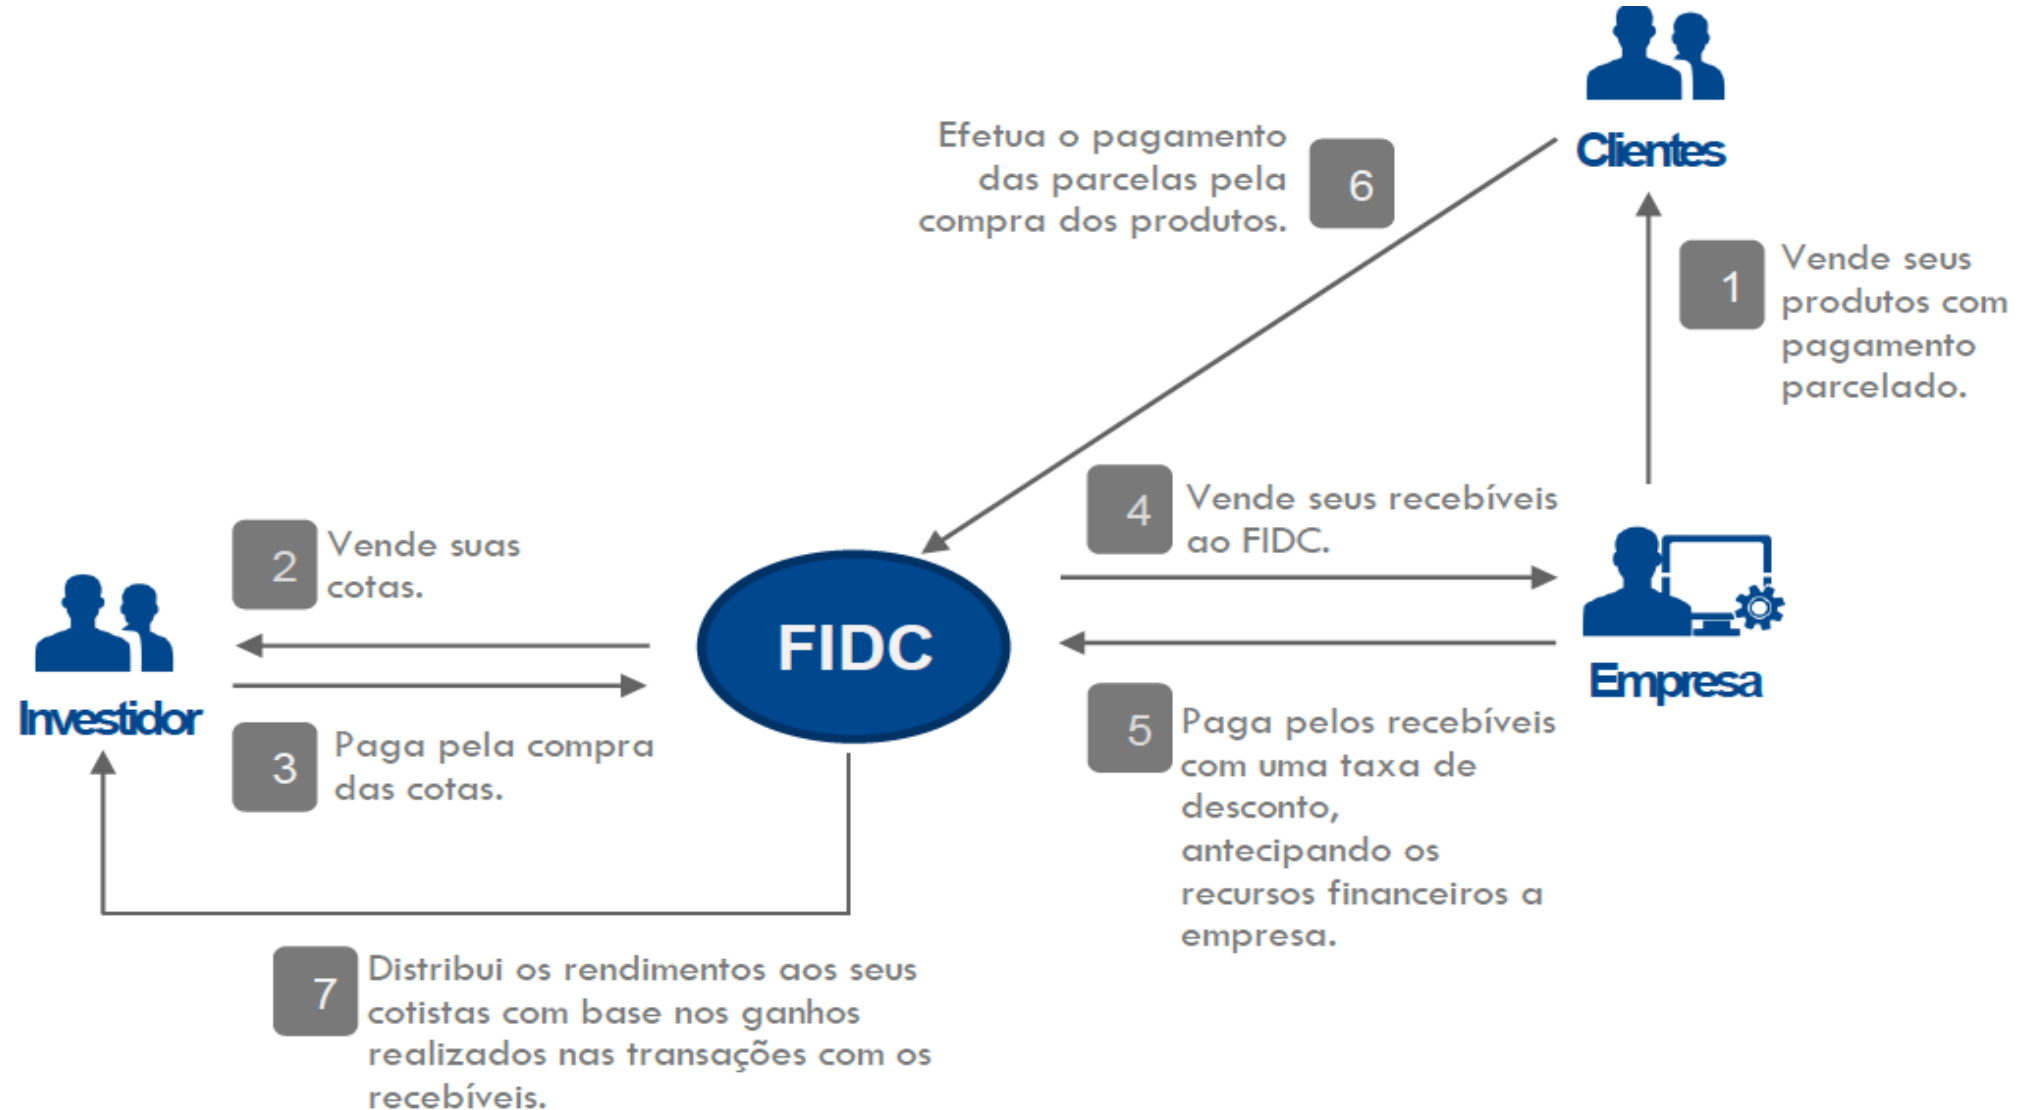 Clientes
Efetua o pagamento
das parcelas pela
compra dos produtos.
6
1
Vende seus
produtos com
pagamento
parcelado.
4
Vende seus recebíveis
ao FIDC.
2
Vende suas
cotas.
FIDC
Empresa
Investidor
3
Paga pela compra
das cotas.
5
Paga pelos recebíveis
com uma taxa de
desconto,
antecipando os
recursos financeiros a
empresa.
7
Distribui os rendimentos aos seus
cotistas com base nos ganhos
realizados nas transações com os
recebíveis.